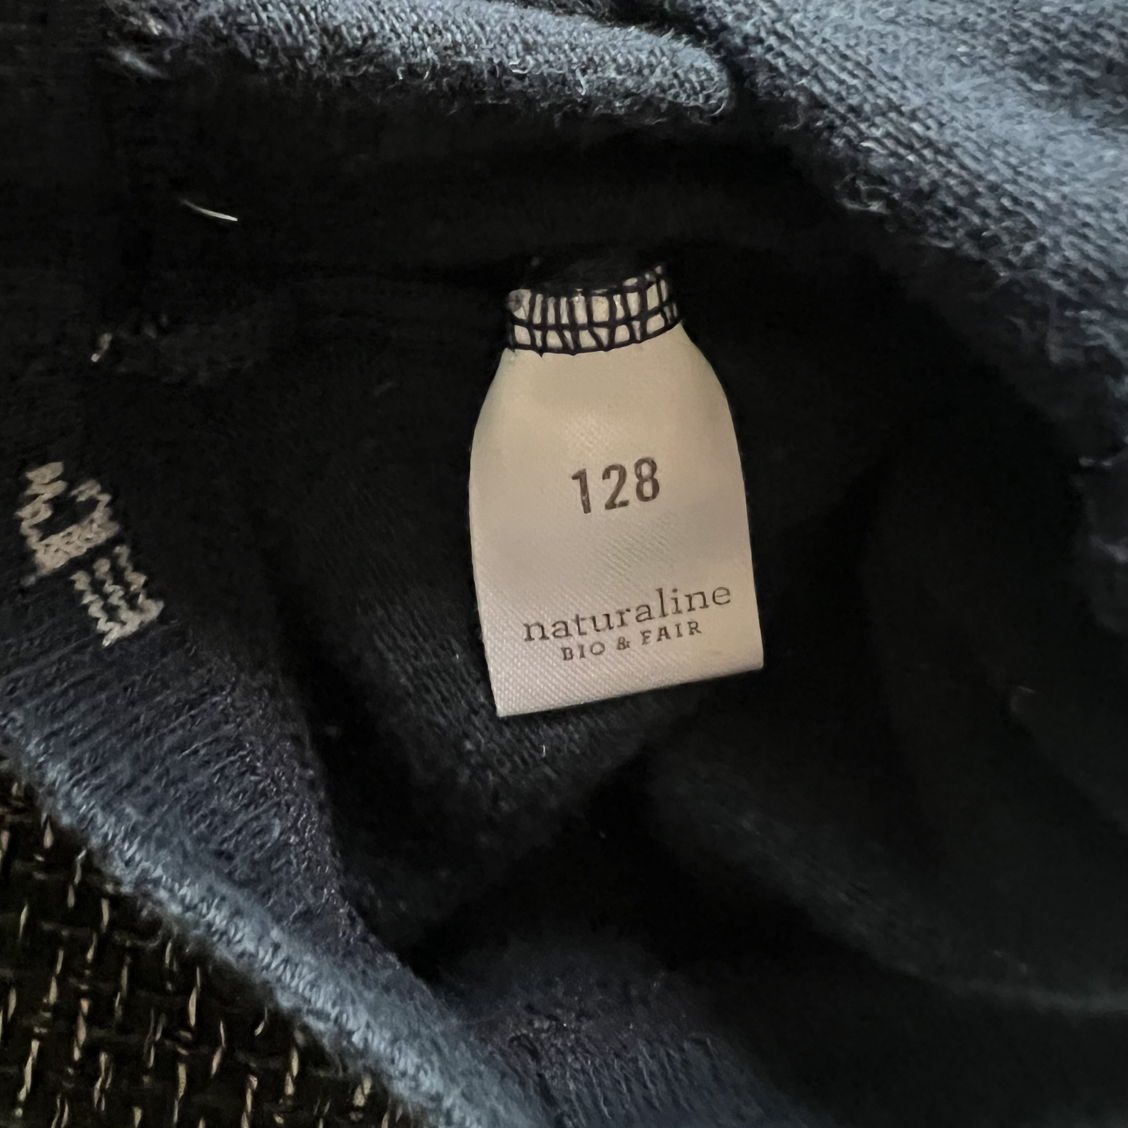 128
naturaline
BIO & FAIR